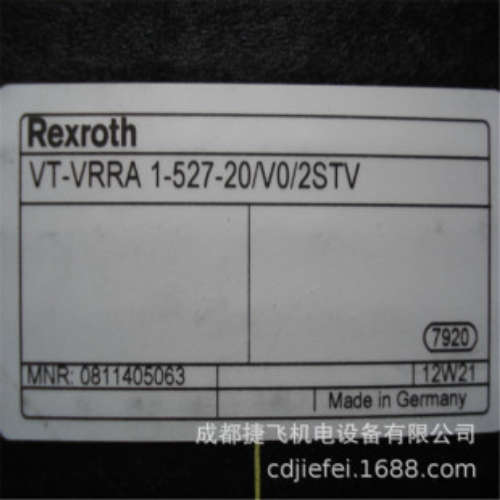 Rexroth
VT-VRRA 1-527-20/V0/2STV
7920
MNR: 0811405063
12W21
Made in Germany
成都捷飞机电设备有限公司
cdjiefei.1688.com